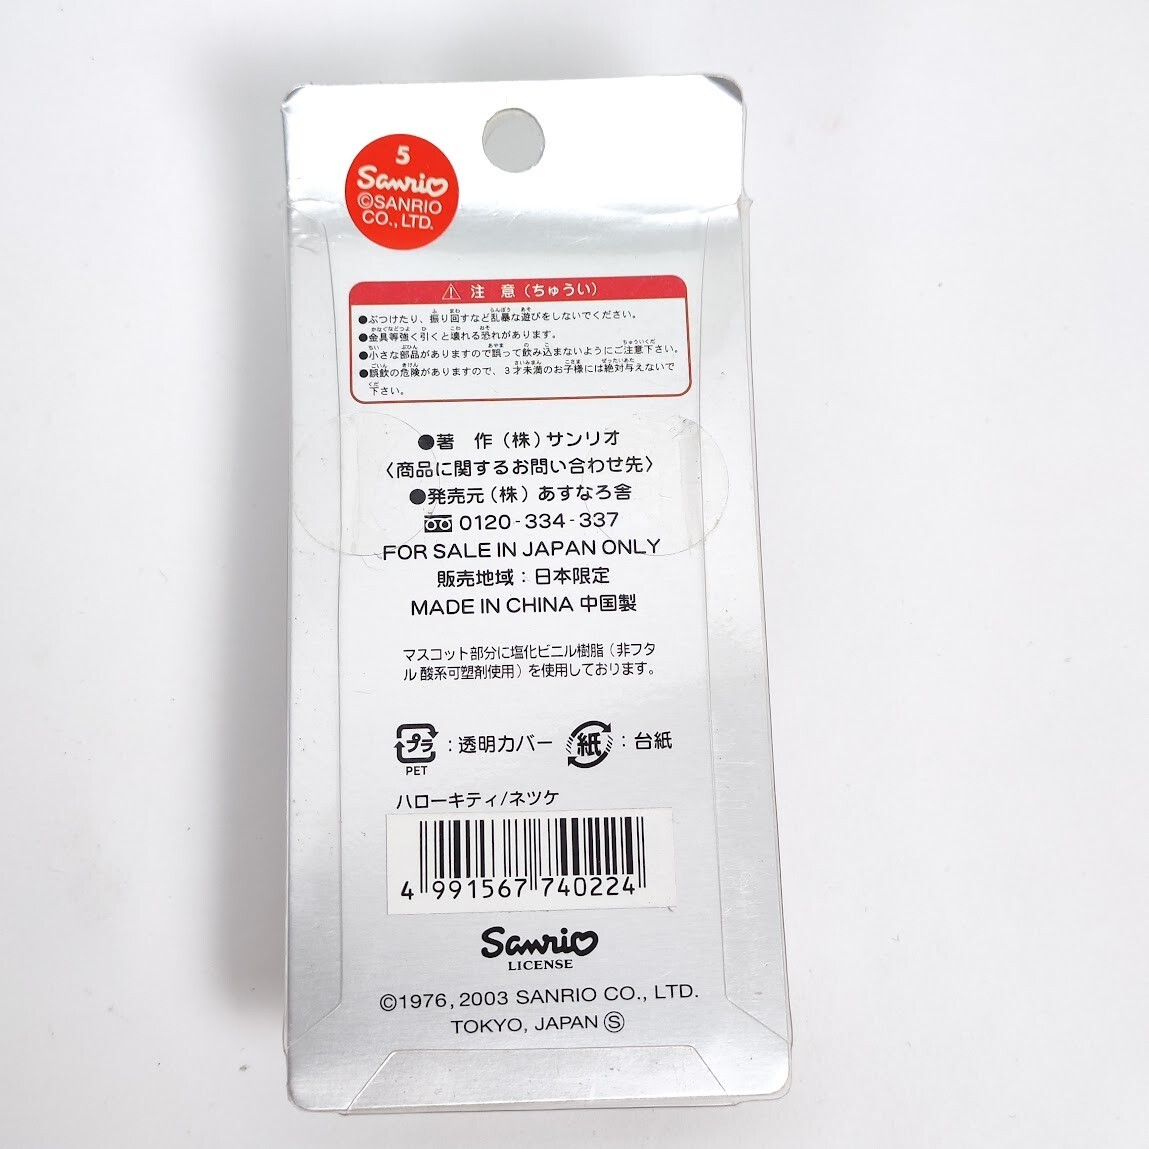 5
Sanrio
©SANRIO
CO., LTD.
⚠ 注 意 (ちゅうい)
●ぶつけたり、振り回すなど乱暴な遊びをしないでください。
●金具等強く引くと壊れる恐れがあります。
●小さな部品がありますので誤って飲み込まないようにご注意下さい。
●誤飲の危険がありますので、3才未満のお子様には絶対与えないで
下さい。
●著 作 (株) サンリオ
〈商品に関するお問い合わせ先〉
●発売元 (株) あすなろ舎
0120-334-337
FOR SALE IN JAPAN ONLY
販売地域：日本限定
MADE IN CHINA 中国製
マスコット部分に塩化ビニル樹脂 (非フタ
ル酸系可塑剤使用) を使用しております。
プラ : 透明カバー 紙 : 台紙
PET
ハローキティ/ネツケ
4 991567 740224
Sanrio
LICENSE
©1976, 2003 SANRIO CO., LTD.
TOKYO, JAPAN Ⓢ